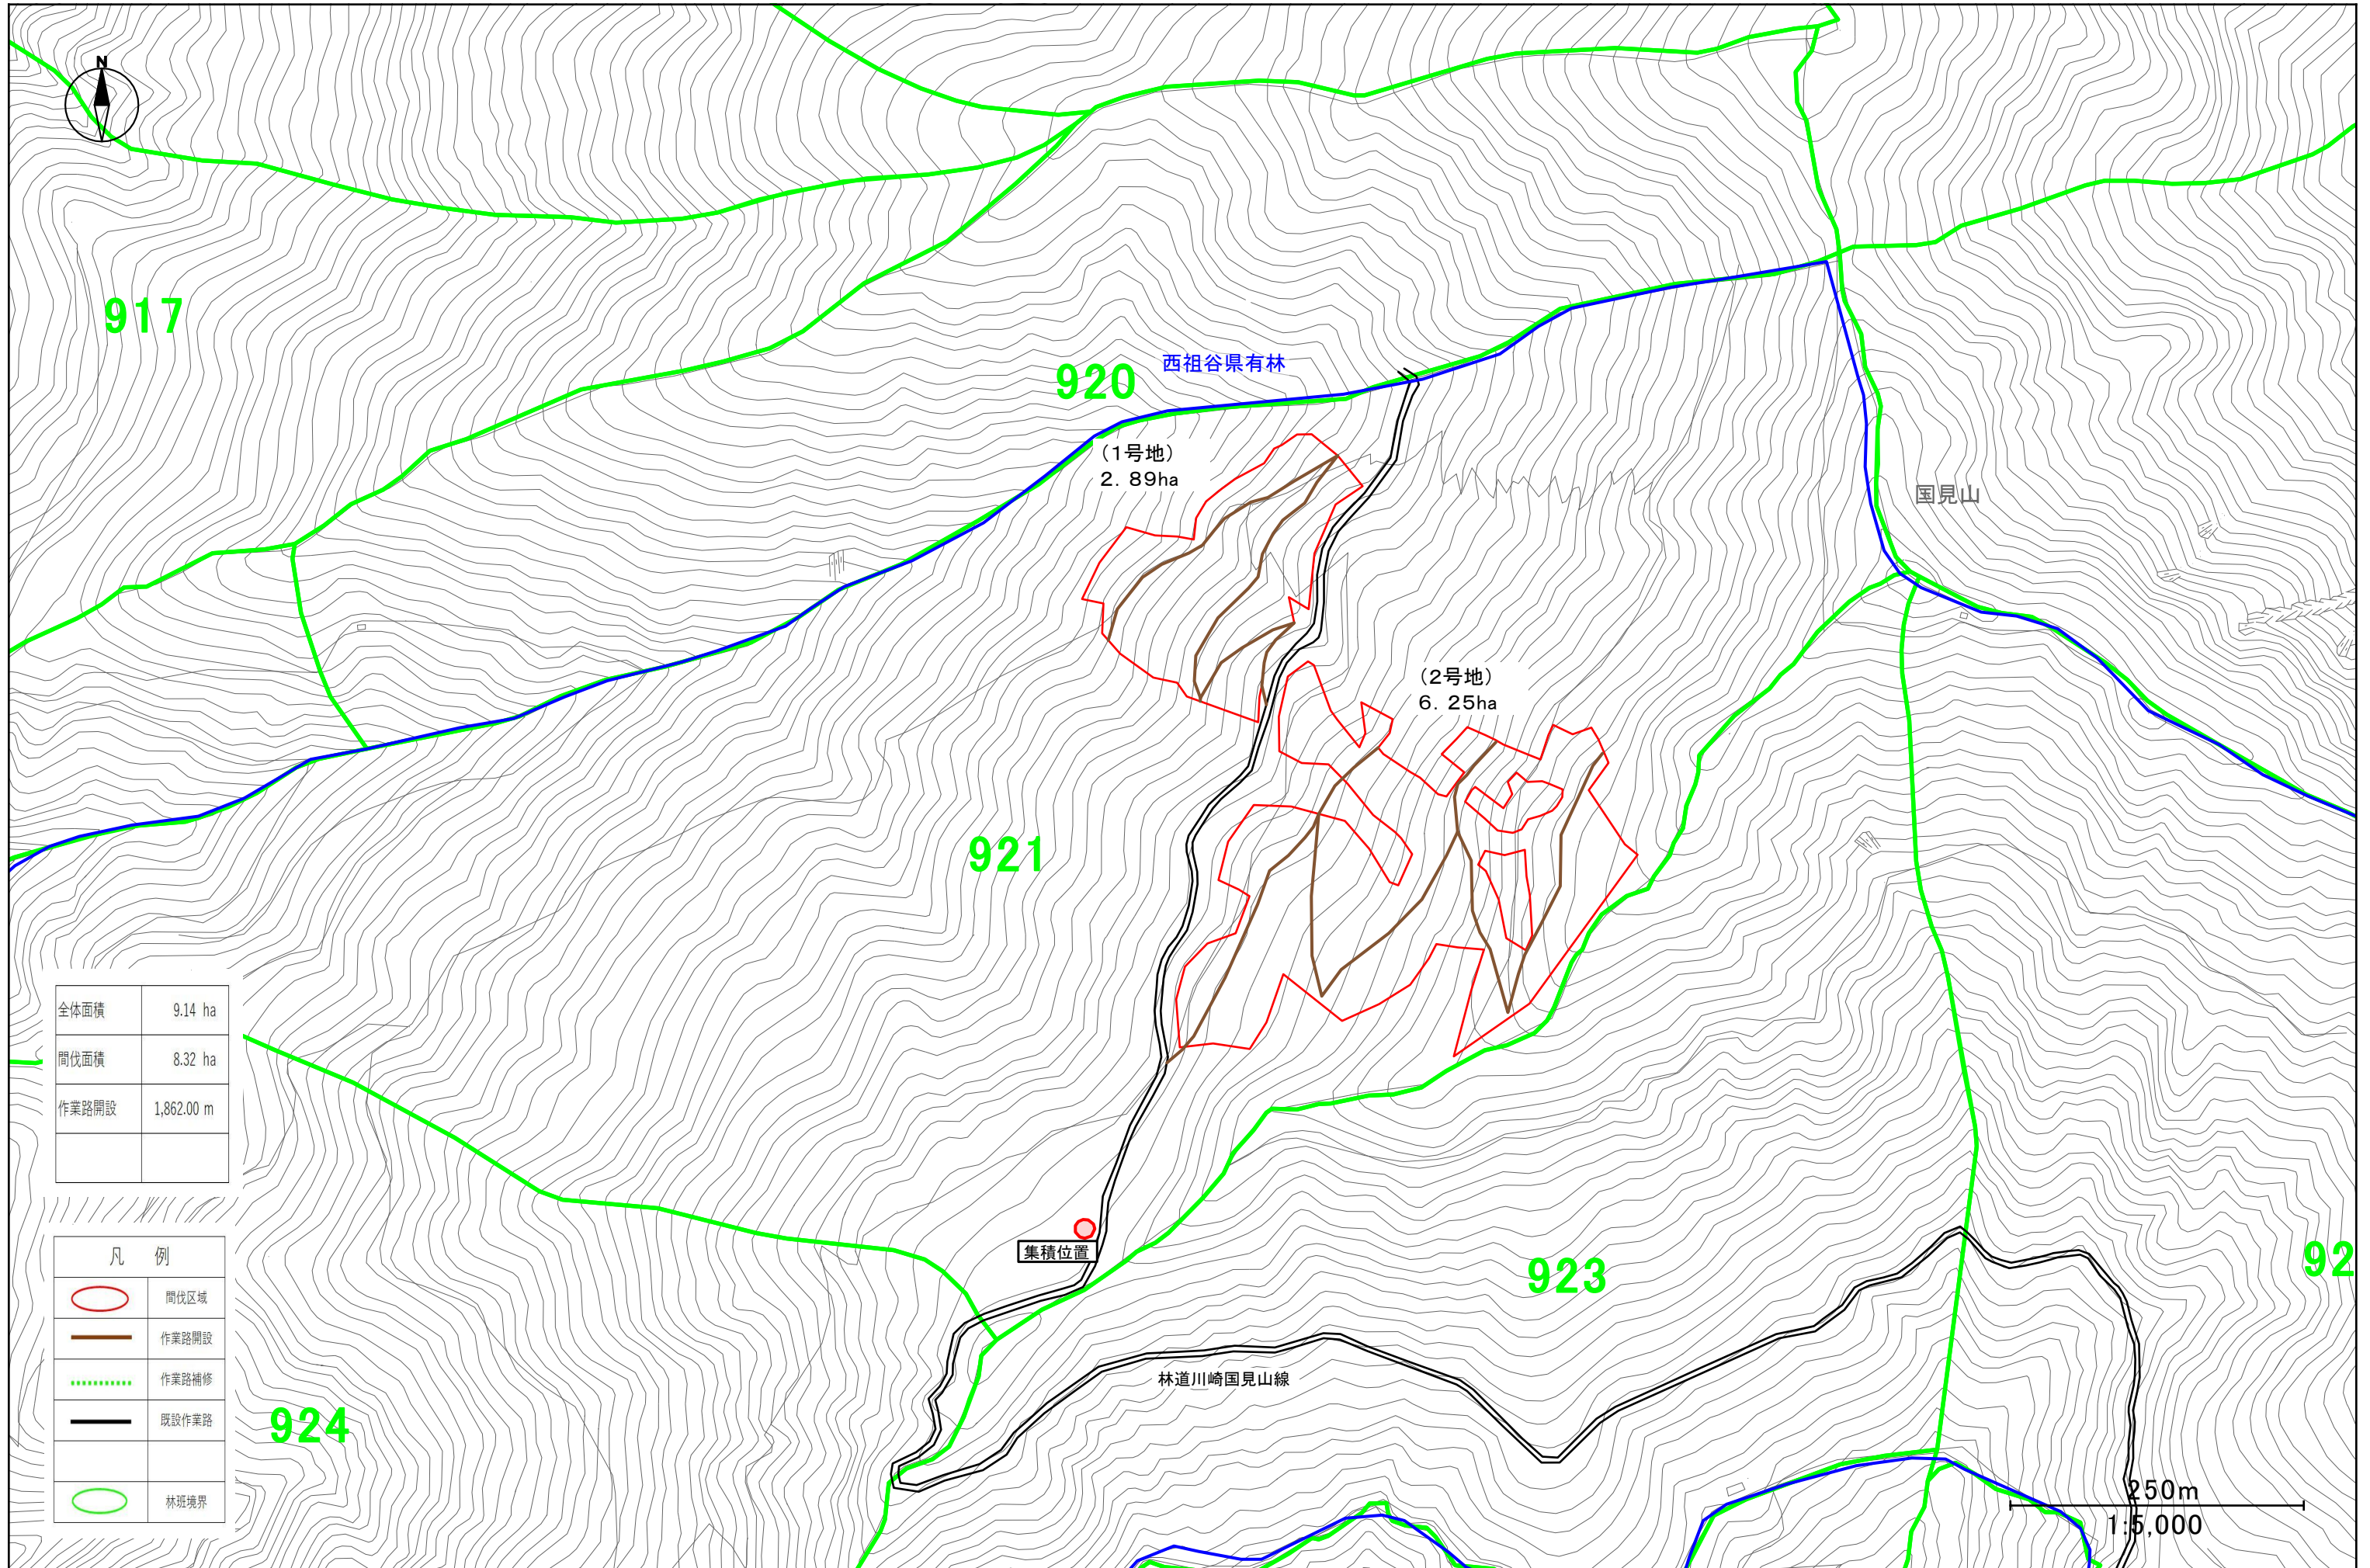 N
917
920
西祖谷県有林
(1号地)
2.89ha
国見山
(2号地)
6.25ha
921
全体面積 9.14 ha
間伐面積 8.32 ha
作業路開設 1,862.00 m
集積位置
凡 例
間伐区域
作業路開設
作業路補修
既設作業路
林班境界
923
92
林道川崎国見山線
924
250m
1:5,000